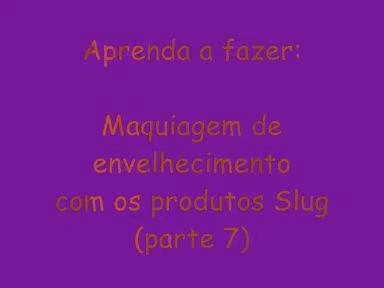 Aprenda a fazer:
Maquiagem de
envelhecimento
com os produtos Slug
(parte 7)